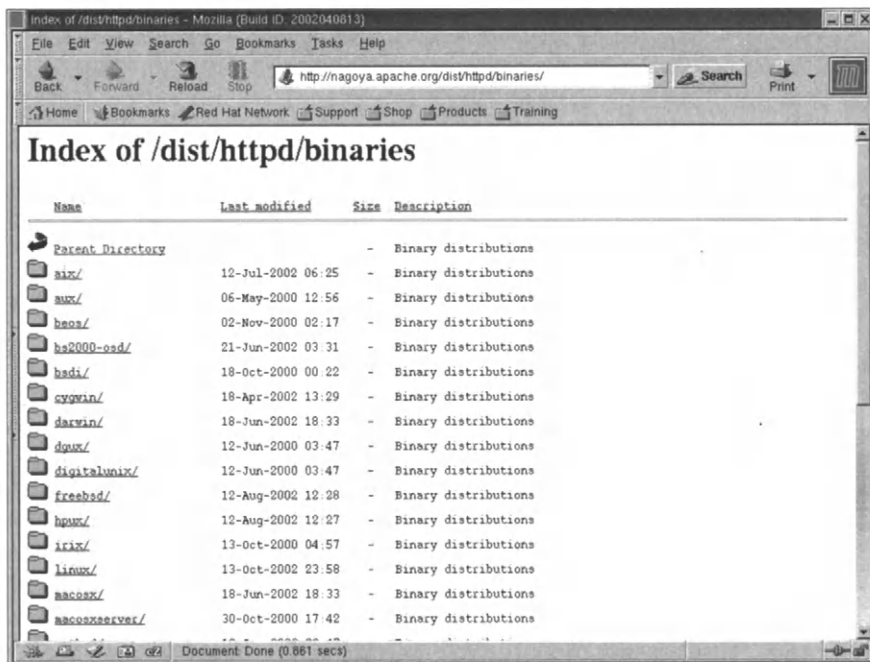 Index of /dist/httpd/binaries - Mozilla {Build ID: 2002040813}
File Edit View Search Go Bookmarks Tasks Help
Back Forward Reload Stop http://nagoya.apache.org/dist/httpd/binaries/ Search Print
Home Bookmarks Red Hat Network Support Shop Products Training
Index of /dist/httpd/binaries
Name Last modified Size Description
Parent Directory - Binary distributions
aix/ 12-Jul-2002 06:25 - Binary distributions
aux/ 06-May-2000 12:56 - Binary distributions
beos/ 02-Nov-2000 02:17 - Binary distributions
bs2000-osd/ 21-Jun-2002 03:31 - Binary distributions
bsdi/ 18-Oct-2000 00:22 - Binary distributions
cygwin/ 18-Apr-2002 13:29 - Binary distributions
darwin/ 18-Jun-2002 18:33 - Binary distributions
dgux/ 12-Jun-2000 03:47 - Binary distributions
digitalunix/ 12-Jun-2000 03:47 - Binary distributions
freebsd/ 12-Aug-2002 12:28 - Binary distributions
hpux/ 12-Aug-2002 12:27 - Binary distributions
irix/ 13-Oct-2000 04:57 - Binary distributions
linux/ 13-Oct-2002 23:58 - Binary distributions
macosx/ 18-Jun-2002 18:33 - Binary distributions
macosxserver/ 30-Oct-2000 17:42 - Binary distributions
Document: Done (0.861 secs)